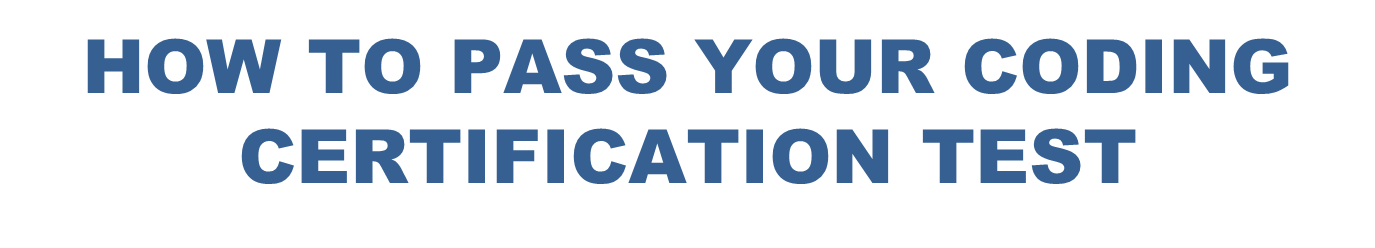 HOW TO PASS YOUR CODING
CERTIFICATION TEST